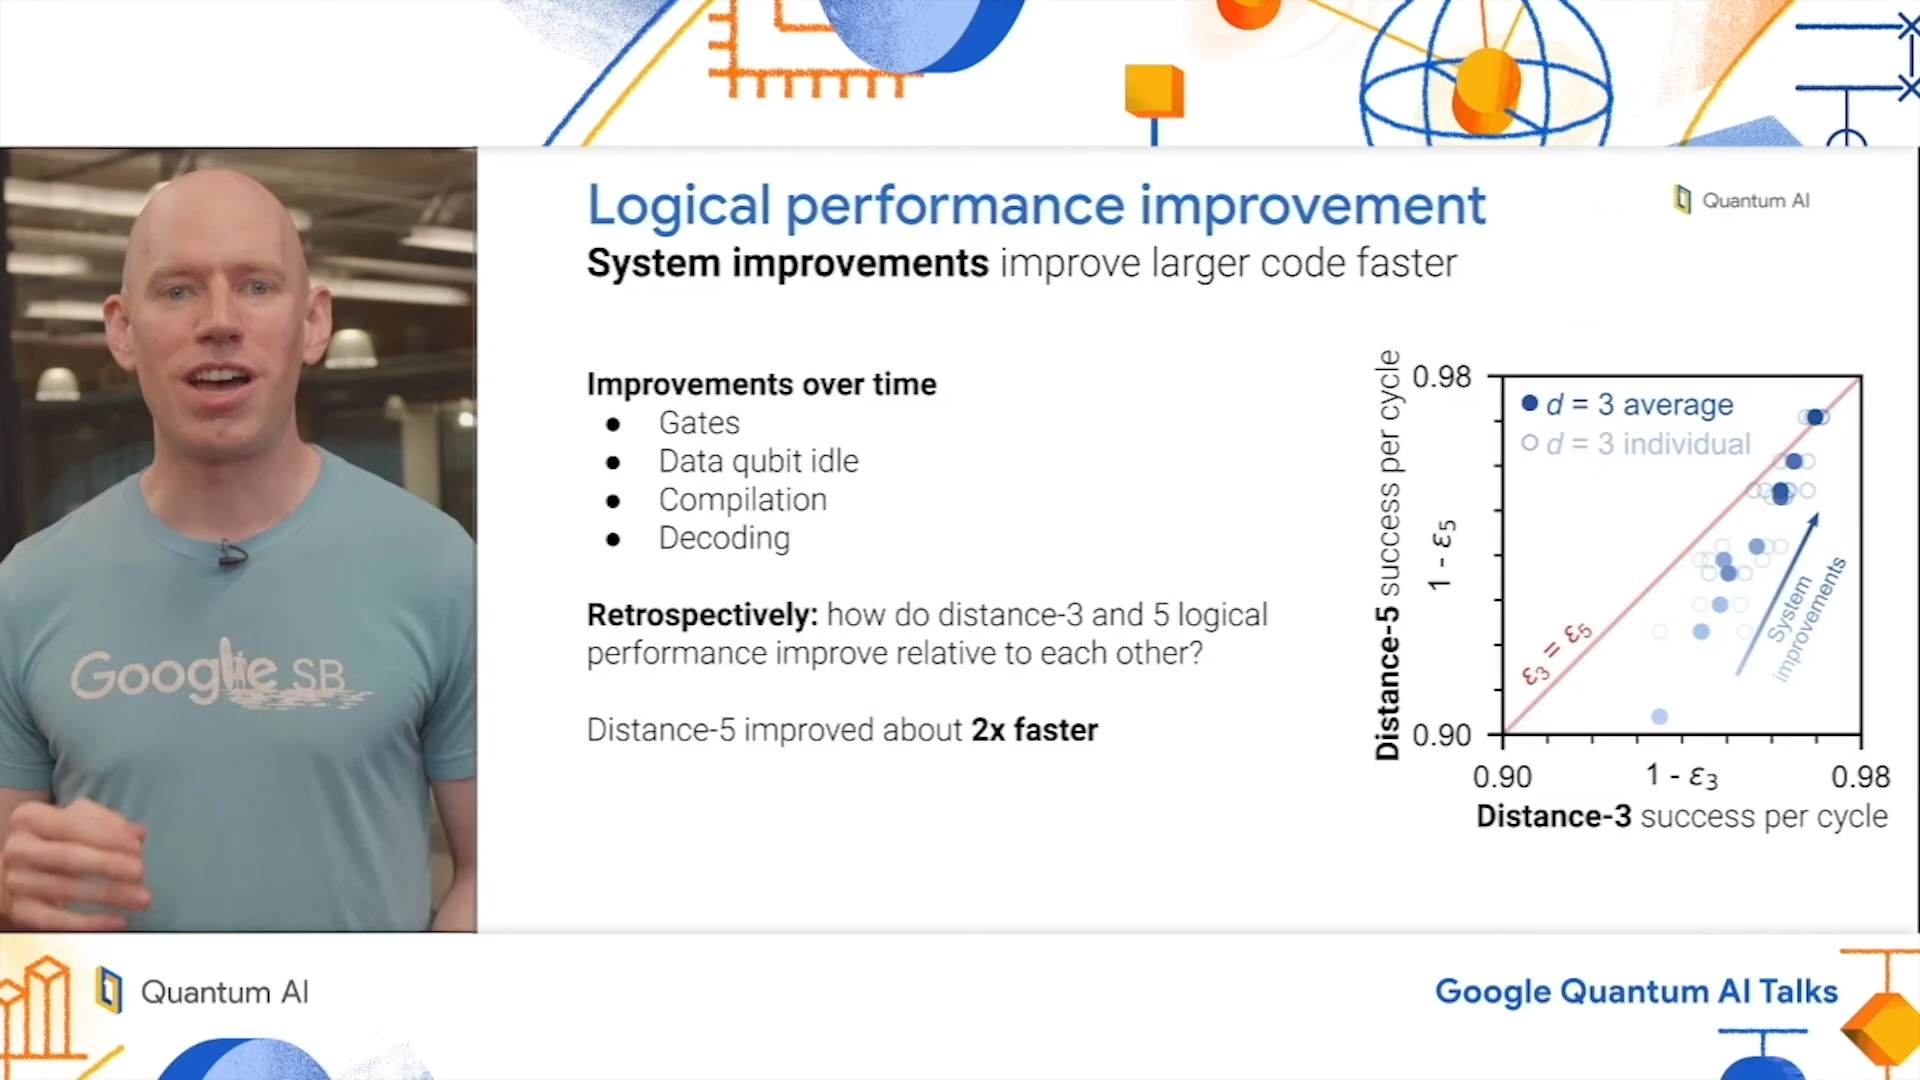 Logical performance improvement
Quantum AI
System improvements improve larger code faster
Improvements over time
● Gates
● Data qubit idle
● Compilation
● Decoding
Retrospectively: how do distance-3 and 5 logical
performance improve relative to each other?
Distance-5 improved about 2x faster
Distance-5 success per cycle
1 - ε5
0.98
0.90
d = 3 average
d = 3 individual
ε3 = ε5
System
improvements
0.90
1 - ε3
0.98
Distance-3 success per cycle
Google SB
Quantum AI
Google Quantum AI Talks